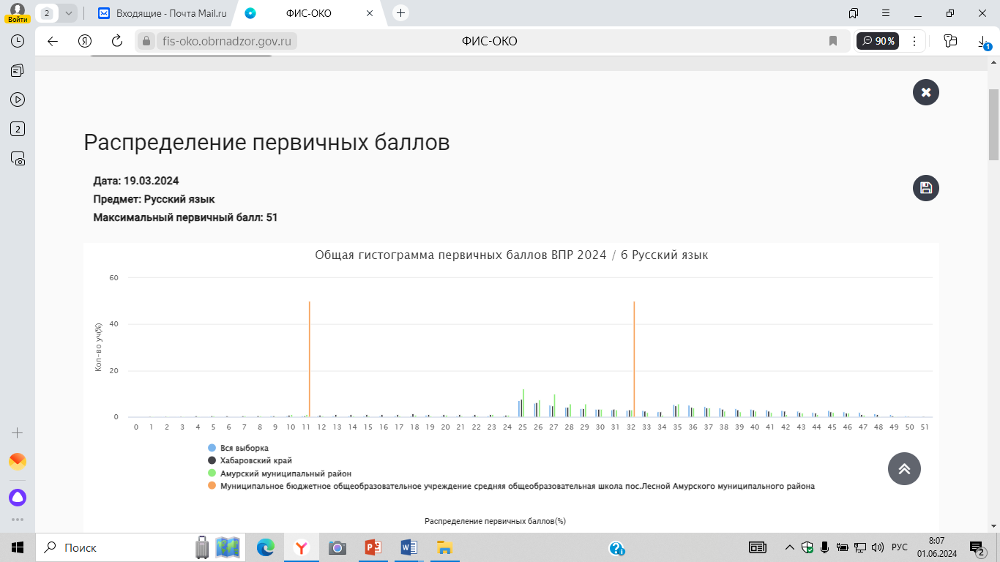 Войти
2
Входящие - Почта Mail.ru
ФИС-ОКО
fis-oko.obrnadzor.gov.ru
ФИС-ОКО
90%
1
2
Распределение первичных баллов
Дата: 19.03.2024
Предмет: Русский язык
Максимальный первичный балл: 51
Общая гистограмма первичных баллов ВПР 2024 / 6 Русский язык
Кол-во уч(%)
60
40
20
0
0 1 2 3 4 5 6 7 8 9 10 11 12 13 14 15 16 17 18 19 20 21 22 23 24 25 26 27 28 29 30 31 32 33 34 35 36 37 38 39 40 41 42 43 44 45 46 47 48 49 50 51
Вся выборка
Хабаровский край
Амурский муниципальный район
Муниципальное бюджетное общеобразовательное учреждение средняя общеобразовательная школа пос.Лесной Амурского муниципального района
Распределение первичных баллов(%)
Поиск
РУС
8:07
01.06.2024
2